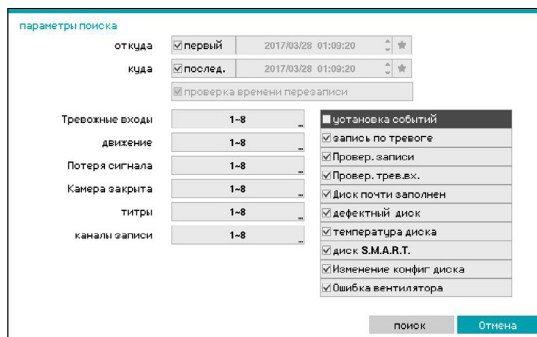 параметры поиска
откуда первый 2017/03/28 01:09:20
куда послед. 2017/03/28 01:09:20
проверка времени перезаписи
Тревожные входы 1~8 ...
движение 1~8 ...
Потеря сигнала 1~8 ...
Камера закрыта 1~8 ...
титры 1~8 ...
каналы записи 1~8 ...
установка событий
запись по тревоге
Провер. записи
Провер. трев.вх.
Диск почти заполнен
дефектный диск
температура диска
диск S.M.A.R.T.
Изменение конфиг диска
Ошибка вентилятора
поиск Отмена